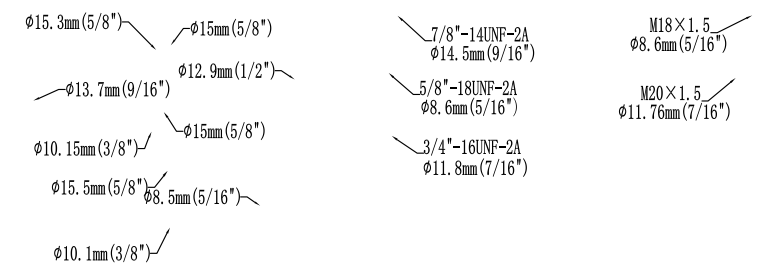 φ15.3mm(5/8")
φ15mm(5/8")
φ12.9mm(1/2")
φ13.7mm(9/16")
φ15mm(5/8")
φ10.15mm(3/8")
φ15.5mm(5/8")
φ8.5mm(5/16")
φ10.1mm(3/8")
7/8"-14UNF-2A
φ14.5mm(9/16")
5/8"-18UNF-2A
φ8.6mm(5/16")
3/4"-16UNF-2A
φ11.8mm(7/16")
M18×1.5
φ8.6mm(5/16")
M20×1.5
φ11.76mm(7/16")